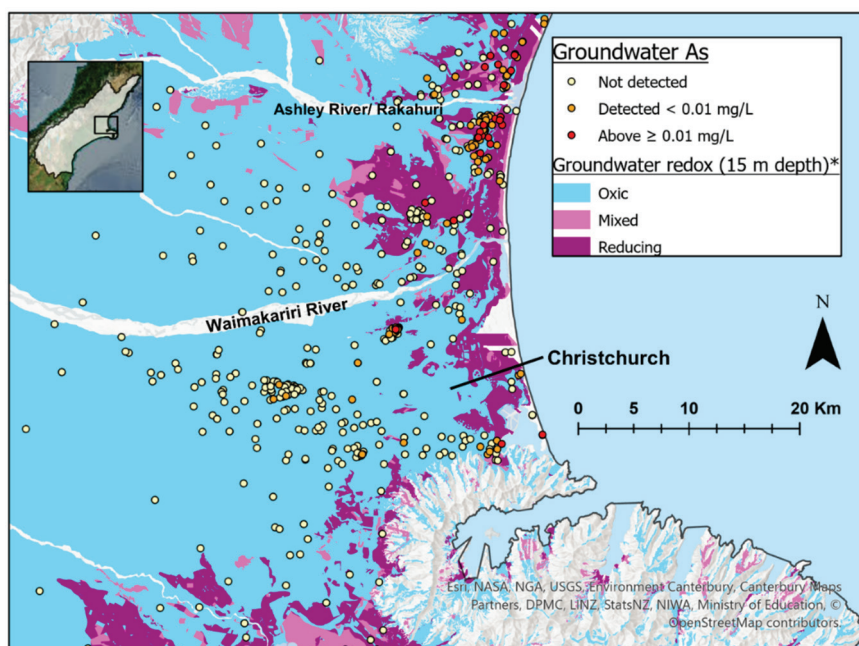 Groundwater As
Not detected
Detected < 0.01 mg/L
Above ≥ 0.01 mg/L
Groundwater redox (15 m depth)*
Oxic
Mixed
Reducing
Ashley River/ Rakahuri
Waimakariri River
Christchurch
N
0 5 10 20 Km
Esri, NASA, NGA, USGS, Environment Canterbury, Canterbury Maps
Partners, DPMC, LINZ, StatsNZ, NIWA, Ministry of Education, ©
OpenStreetMap contributors.